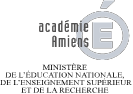 académie
Amiens
MINISTÈRE
DE L'ÉDUCATION NATIONALE,
DE L'ENSEIGNEMENT SUPÉRIEUR
ET DE LA RECHERCHE